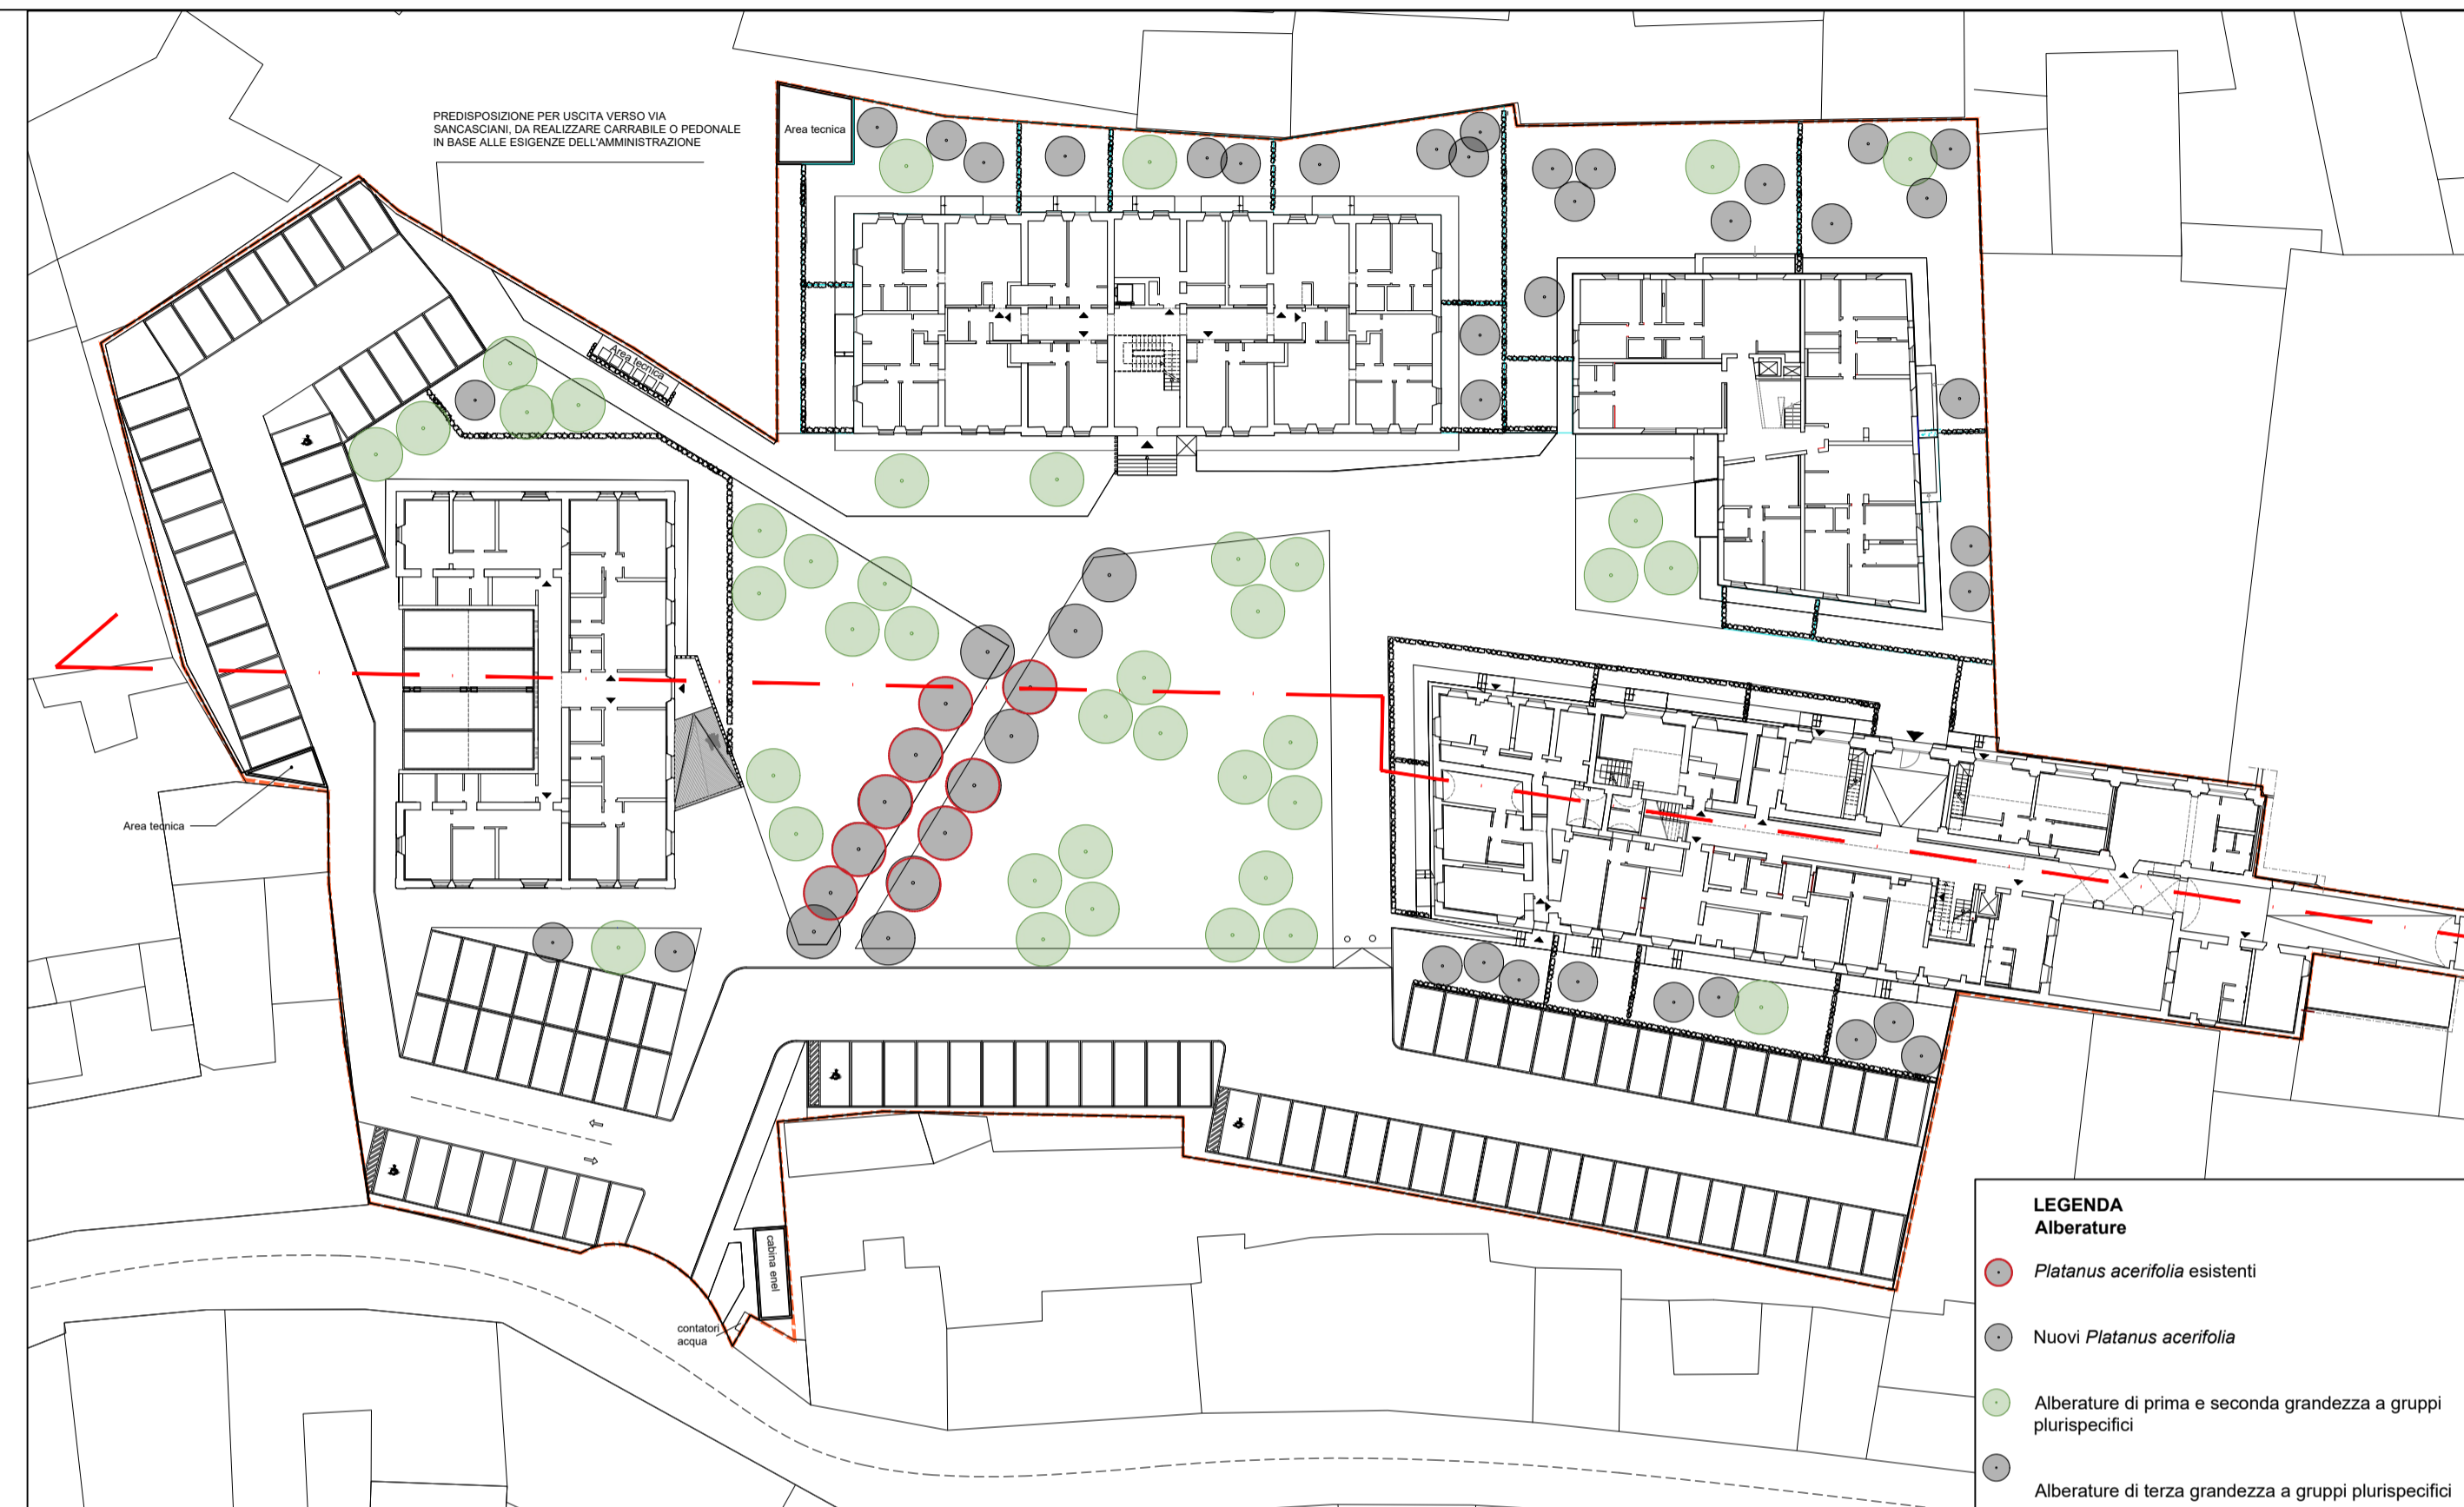 PREDISPOSIZIONE PER USCITA VERSO VIA
SANCASCIANI, DA REALIZZARE CARRABILE O PEDONALE
IN BASE ALLE ESIGENZE DELL'AMMINISTRAZIONE
Area tecnica
Area tecnica
Area tecnica
cabina enel
contatori
acqua
LEGENDA
Alberature
Platanus acerifolia esistenti
Nuovi Platanus acerifolia
Alberature di prima e seconda grandezza a gruppi
plurispecifici
Alberature di terza grandezza a gruppi plurispecifici